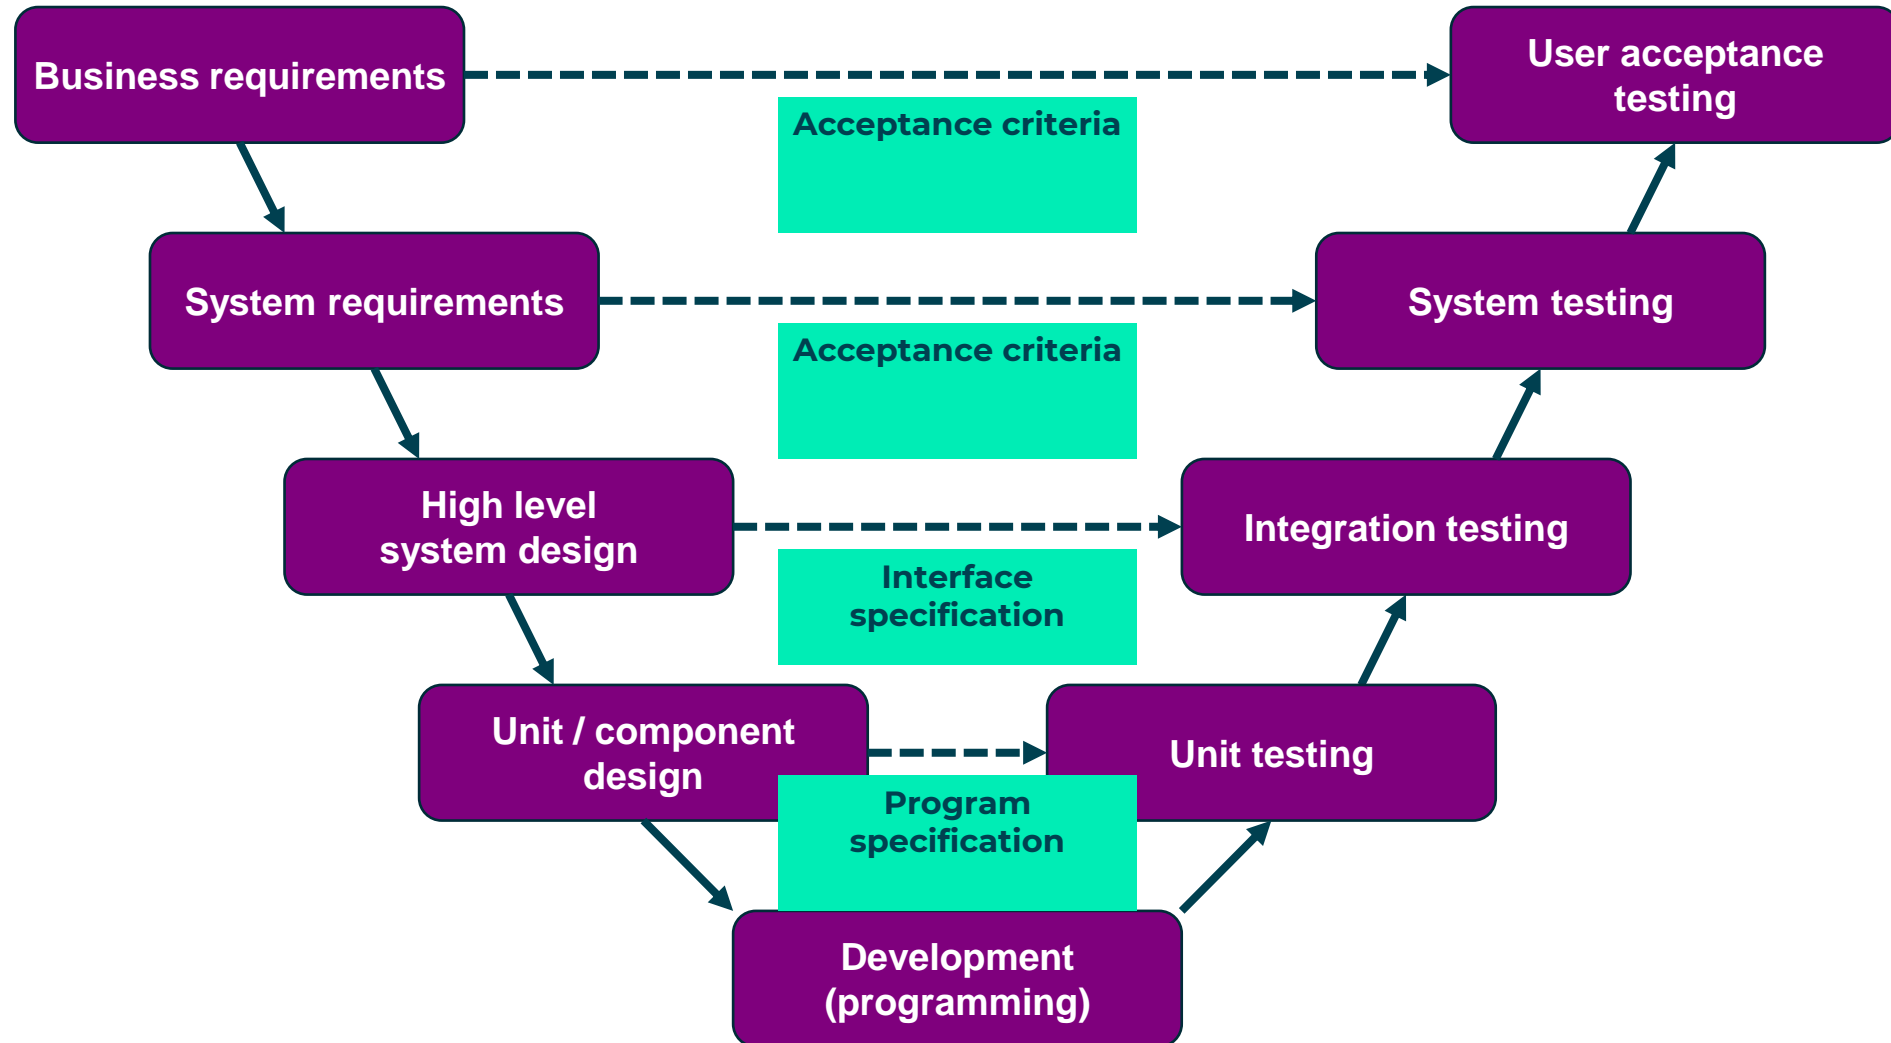 Business requirements
User acceptance
testing
Acceptance criteria
System requirements
System testing
Acceptance criteria
High level
system design
Integration testing
Interface
specification
Unit / component
design
Unit testing
Program
specification
Development
(programming)